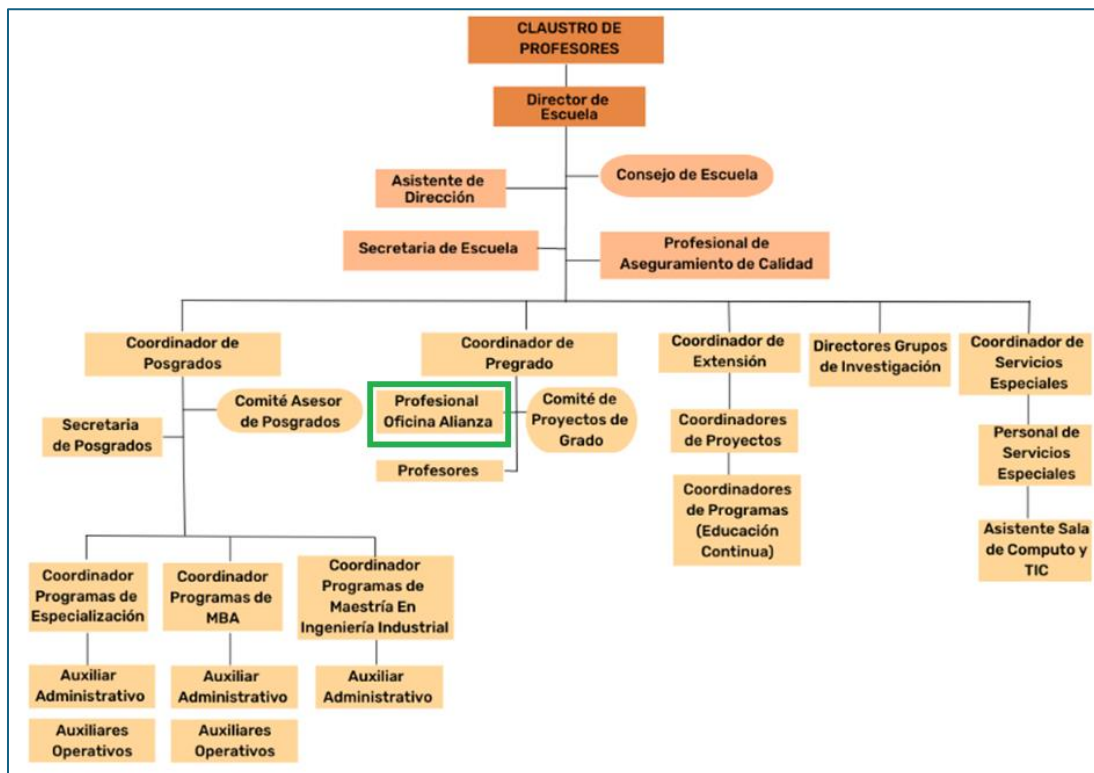 CLAUSTRO DE
PROFESORES
Director de
Escuela
Asistente de
Dirección
Consejo de Escuela
Secretaria de Escuela
Profesional de
Aseguramiento de Calidad
Coordinador de
Posgrados
Coordinador de
Pregrado
Coordinador de
Extensión
Directores Grupos
de Investigación
Coordinador de
Servicios
Especiales
Comité Asesor
de Posgrados
Secretaria
de Posgrados
Profesional
Oficina Alianza
Comité de
Proyectos de
Grado
Profesores
Coordinadores
de Proyectos
Coordinadores
de Programas
(Educación
Continua)
Personal de
Servicios
Especiales
Asistente Sala
de Computo y
TIC
Coordinador
Programas de
Especialización
Coordinador
Programas de
MBA
Coordinador
Programas de
Maestría En
Ingeniería Industrial
Auxiliar
Administrativo
Auxiliar
Administrativo
Auxiliar
Administrativo
Auxiliares
Operativos
Auxiliares
Operativos